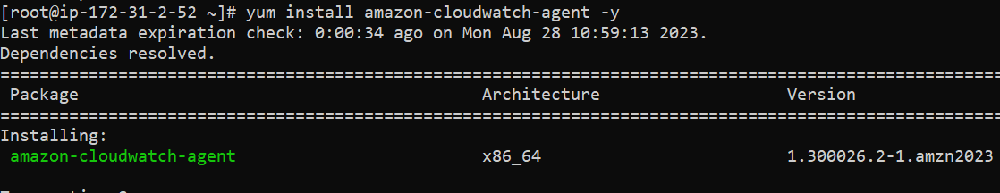 [root@ip-172-31-2-52 ~]# yum install amazon-cloudwatch-agent -y
Last metadata expiration check: 0:00:34 ago on Mon Aug 28 10:59:13 2023.
Dependencies resolved.
Package Architecture Version
Installing:
amazon-cloudwatch-agent x86_64 1.300026.2-1.amzn2023